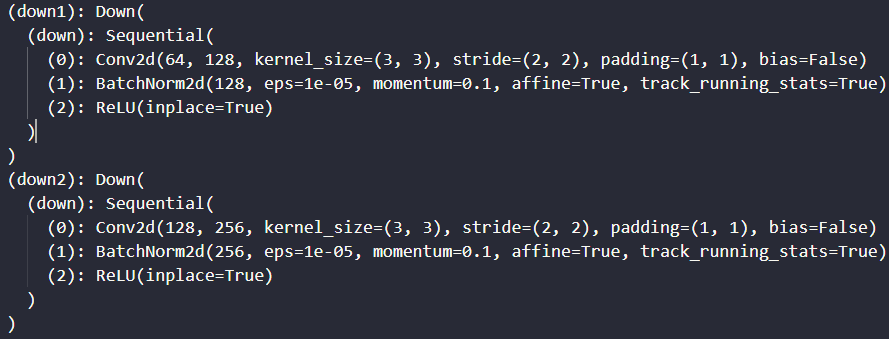 (down1): Down(
(down): Sequential(
(0): Conv2d(64, 128, kernel_size=(3, 3), stride=(2, 2), padding=(1, 1), bias=False)
(1): BatchNorm2d(128, eps=1e-05, momentum=0.1, affine=True, track_running_stats=True)
(2): ReLU(inplace=True)
)
)
(down2): Down(
(down): Sequential(
(0): Conv2d(128, 256, kernel_size=(3, 3), stride=(2, 2), padding=(1, 1), bias=False)
(1): BatchNorm2d(256, eps=1e-05, momentum=0.1, affine=True, track_running_stats=True)
(2): ReLU(inplace=True)
)
)